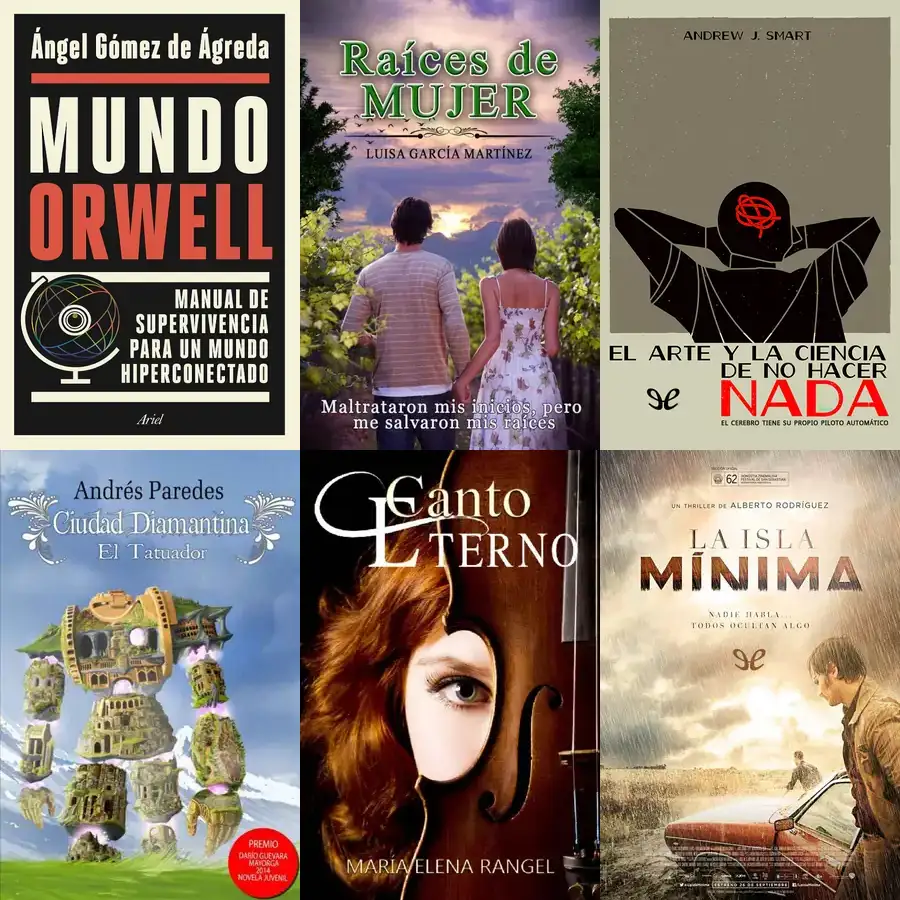 Ángel Gómez de Ágreda
MUNDO
ORWELL
MANUAL DE
SUPERVIVENCIA
PARA UN MUNDO
HIPERCONECTADO
Ariel
Raíces de
MUJER
LUISA GARCÍA MARTÍNEZ
Maltrataron mis inicios, pero
me salvaron mis raíces
ANDREW J. SMART
EL ARTE Y LA CIENCIA
DE NO HACER
NADA
EL CEREBRO TIENE SU PROPIO PILOTO AUTOMÁTICO
Andrés Paredes
Ciudad Diamantina
El Tatuador
PREMIO
DARÍO GUEVARA
MAYORGA
2014
NOVELA JUVENIL
Canto
ETERNO
MARÍA ELENA RANGEL
62
UN THRILLER DE ALBERTO RODRÍGUEZ
LA ISLA
MÍNIMA
NADIE HABLA...
TODOS OCULTAN ALGO
ESTRENO 26 DE SEPTIEMBRE